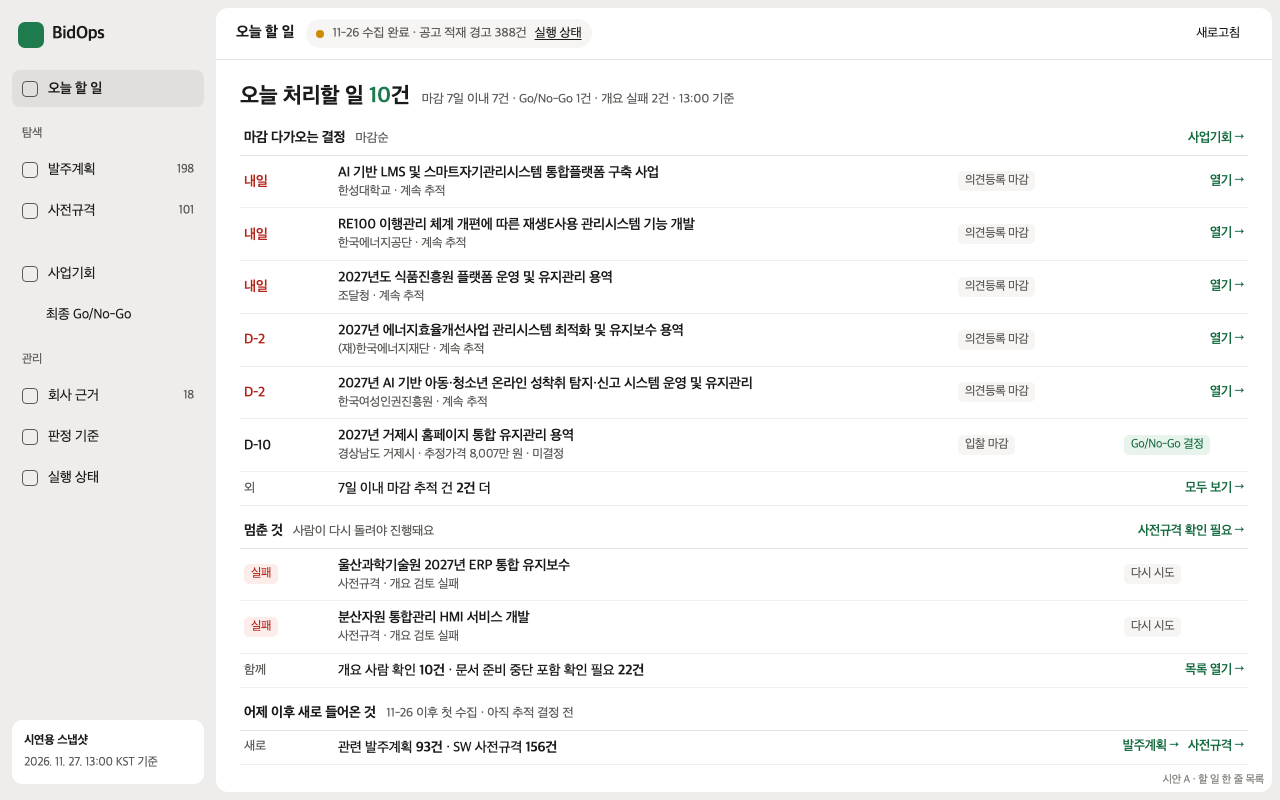 BidOps
오늘 할 일
탐색
발주계획 198
사전규격 101
사업기회
최종 Go/No-Go
관리
회사 근거 18
판정 기준
실행 상태
시연용 스냅샷
2026. 11. 27. 13:00 KST 기준
오늘 할 일 11-26 수집 완료 · 공고 적재 경고 388건 실행 상태 새로고침
오늘 처리할 일 10건 마감 7일 이내 7건 · Go/No-Go 1건 · 개요 실패 2건 · 13:00 기준
마감 다가오는 결정 마감순 사업기회→
내일 AI 기반 LMS 및 스마트자기관리시스템 통합플랫폼 구축 사업 의견등록 마감 열기→
한성대학교 · 계속 추적
내일 RE100 이행관리 체계 개편에 따른 재생E사용 관리시스템 기능 개발 의견등록 마감 열기→
한국에너지공단 · 계속 추적
내일 2027년도 식품진흥원 플랫폼 운영 및 유지관리 용역 의견등록 마감 열기→
조달청 · 계속 추적
D-2 2027년 에너지효율개선사업 관리시스템 최적화 및 유지보수 용역 의견등록 마감 열기→
(재)한국에너지재단 · 계속 추적
D-2 2027년 AI 기반 아동·청소년 온라인 성착취 탐지·신고 시스템 운영 및 유지관리 의견등록 마감 열기→
한국여성인권진흥원 · 계속 추적
D-10 2027년 거제시 홈페이지 통합 유지관리 용역 입찰 마감 Go/No-Go 결정
경상남도 거제시 · 추정가격 8,007만 원 · 미결정
외 7일 이내 마감 추적 건 2건 더 모두 보기→
멈춘 것 사람이 다시 돌려야 진행돼요 사전규격 확인 필요→
실패 울산과학기술원 2027년 ERP 통합 유지보수 다시 시도
사전규격 · 개요 검토 실패
실패 분산자원 통합관리 HMI 서비스 개발 다시 시도
사전규격 · 개요 검토 실패
함께 개요 사람 확인 10건 · 문서 준비 중단 포함 확인 필요 22건 목록 열기→
어제 이후 새로 들어온 것 11-26 이후 첫 수집 · 아직 추적 결정 전
새로 관련 발주계획 93건 · SW 사전규격 156건 발주계획→ 사전규격→
시안 A · 할 일 한 줄 목록